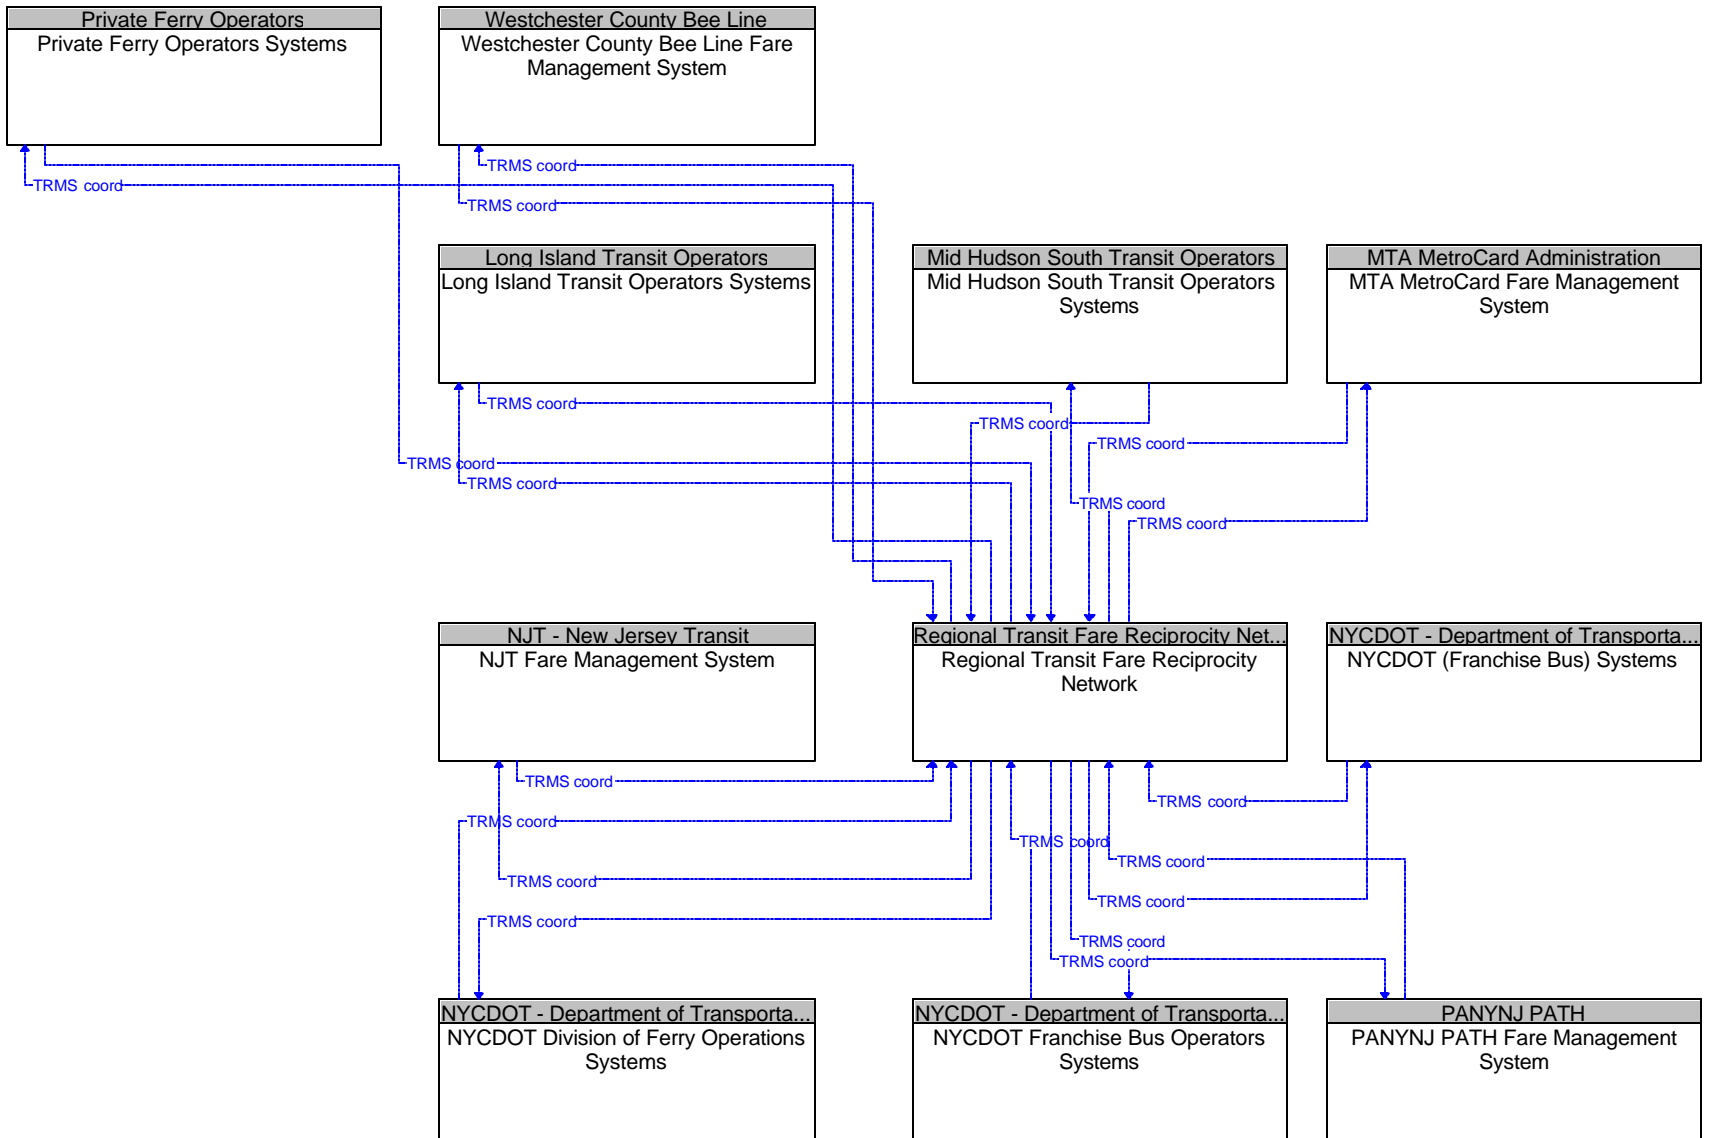 Private Ferry Operators
Private Ferry Operators Systems
Westchester County Bee Line
Westchester County Bee Line Fare
Management System
TRMS coord
TRMS coord
TRMS coord
Long Island Transit Operators
Long Island Transit Operators Systems
Mid Hudson South Transit Operators
Mid Hudson South Transit Operators
Systems
MTA MetroCard Administration
MTA MetroCard Fare Management
System
TRMS coord
TRMS coord
TRMS coord
TRMS coord
TRMS coord
TRMS coord
TRMS coord
NJT - New Jersey Transit
NJT Fare Management System
Regional Transit Fare Reciprocity Net...
Regional Transit Fare Reciprocity
Network
NYCDOT - Department of Transporta...
NYCDOT (Franchise Bus) Systems
TRMS coord
TRMS coord
TRMS coord
TRMS coord
TRMS coord
TRMS coord
TRMS coord
TRMS coord
TRMS coord
TRMS coord
NYCDOT - Department of Transporta...
NYCDOT Division of Ferry Operations
Systems
NYCDOT - Department of Transporta...
NYCDOT Franchise Bus Operators
Systems
PANYNJ PATH
PANYNJ PATH Fare Management
System